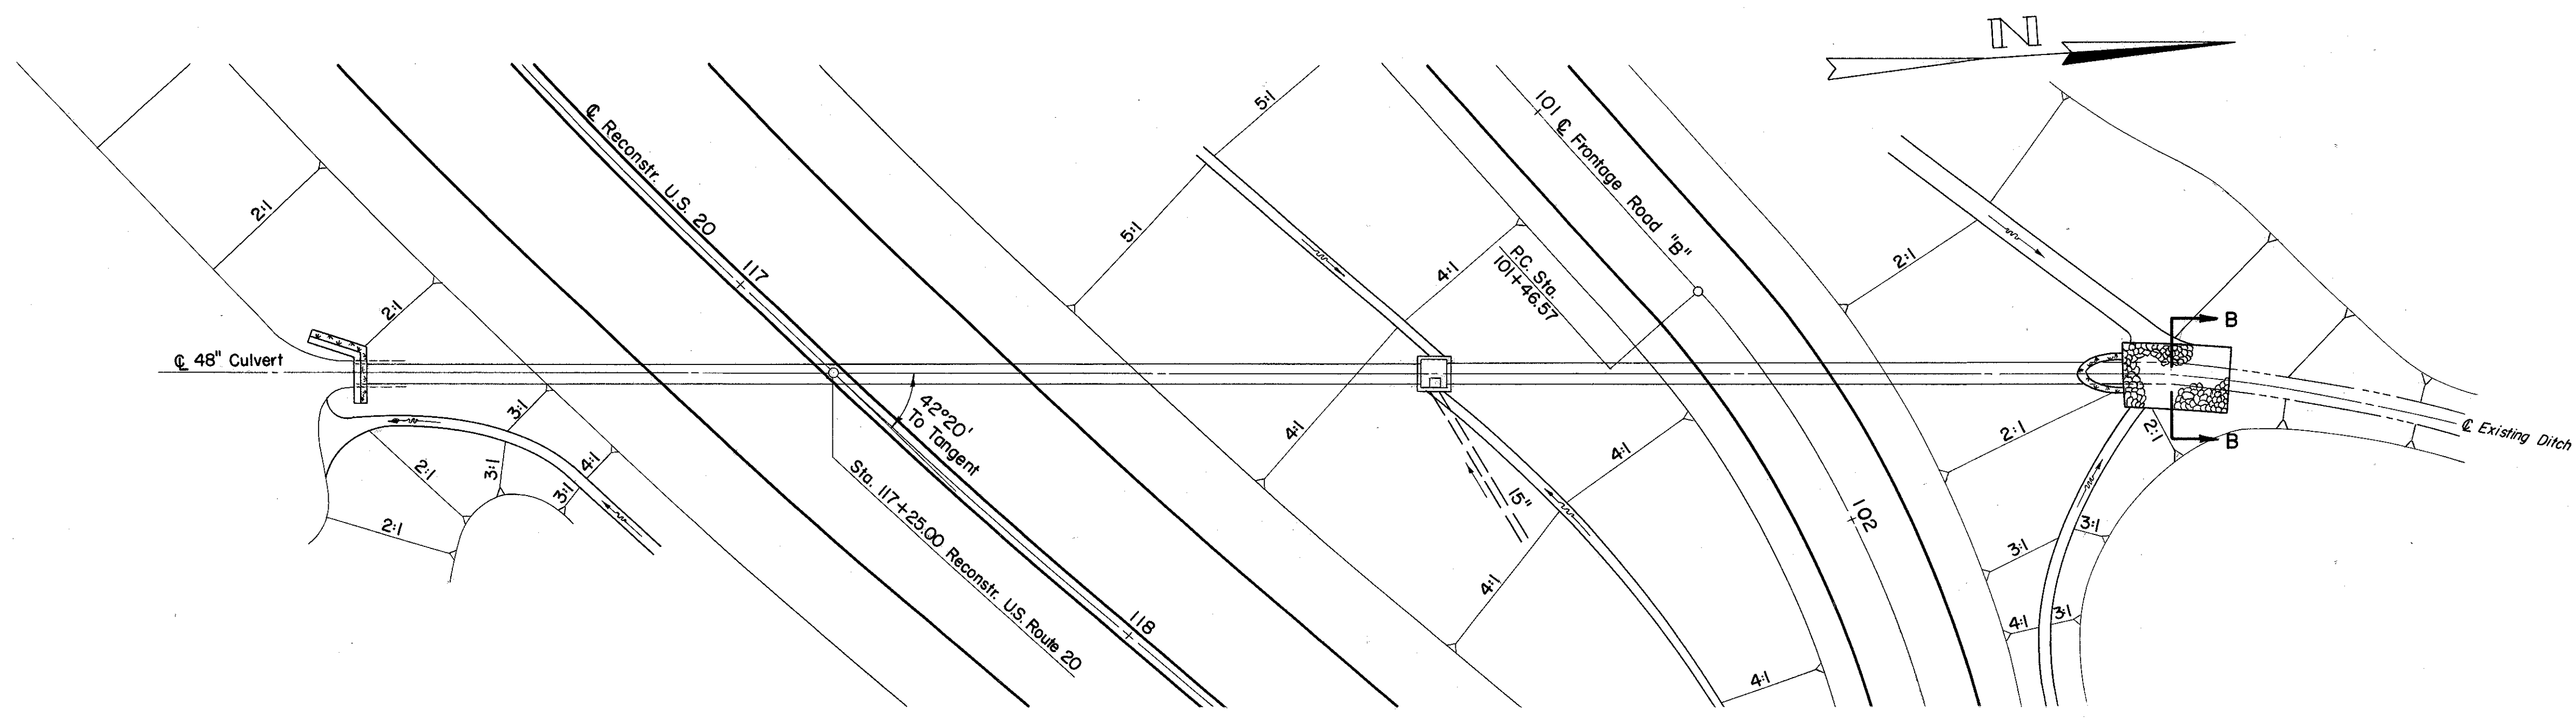 N
5:1
5:1
℄ Reconstr. U.S. 20
101 ℄ Frontage Road "B"
2:1
2:1
2:1
117
4:1
P.C. Sta.
101+46.57
B
℄ 48" Culvert
42°20'
To Tangent
3:1
4:1
4:1
2:1
2:1
B
℄ Existing Ditch
2:1
3:1
4:1
3:1
Sta. 117+25.00 Reconstr. U.S. Route 20
15"
102
2:1
3:1
3:1
4:1
118
4:1
3:1
4:1